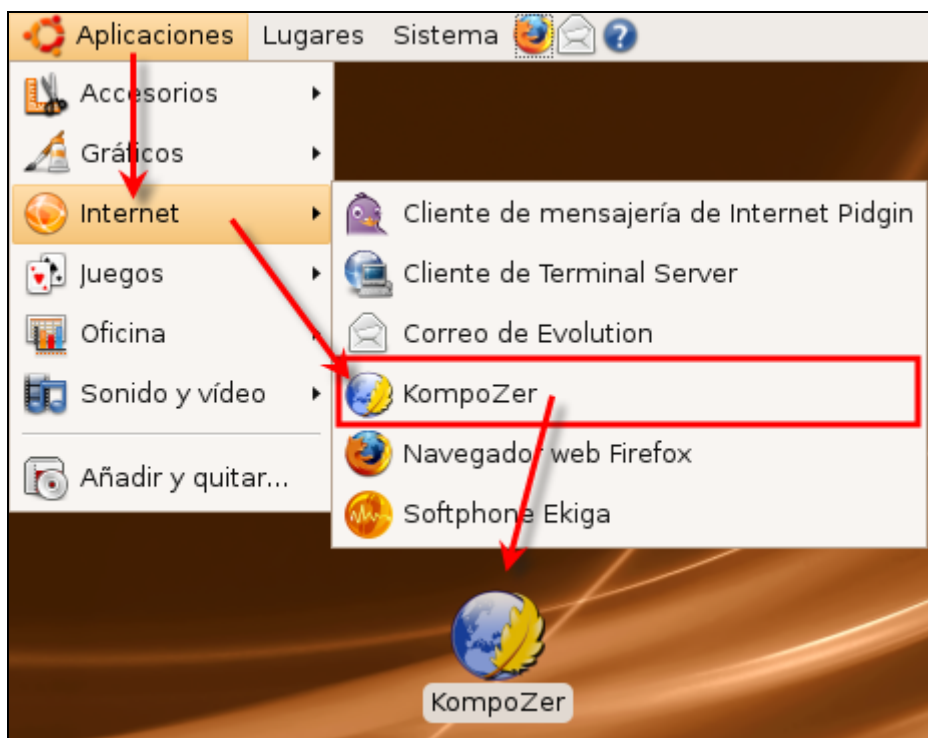 Aplicaciones Lugares Sistema
Accesorios
Gráficos
Internet
Juegos
Oficina
Sonido y vídeo
Añadir y quitar...
Cliente de mensajería de Internet Pidgin
Cliente de Terminal Server
Correo de Evolution
KompoZer
Navegador web Firefox
Softphone Ekiga
KompoZer